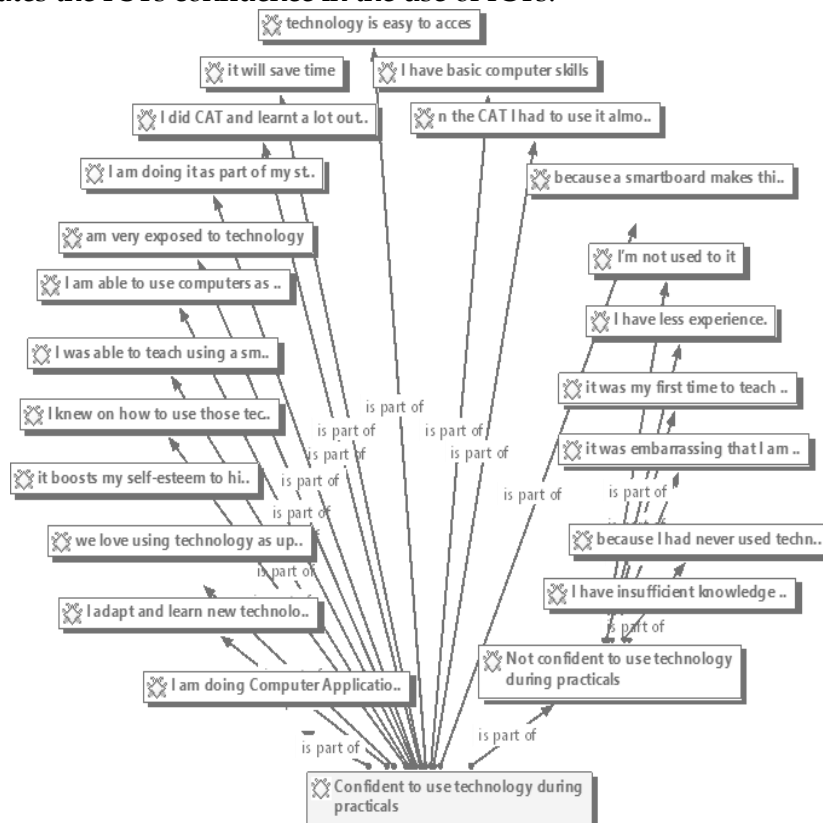 technology is easy to acces
it will save time
I have basic computer skills
I did CAT and learnt a lot out..
n the CAT I had to use it almo..
I am doing it as part of my st..
because a smartboard makes thi..
am very exposed to technology
I'm not used to it
I am able to use computers as ..
I have less experience.
I was able to teach using a sm..
it was my first time to teach ..
is part of
I knew on how to use those tec..
is part of
is part of
it was embarrassing that I am ..
is part of
is part of
it boosts my self-esteem to hi..
is part of
is part of
is part of
is part of
we love using technology as up..
because I had never used techn..
is part of
I have insufficient knowledge ..
I adapt and learn new technolo..
is part of
Not confident to use technology
during practicals
I am doing Computer Applicatio..
is part of
is part of
Confident to use technology during
practicals